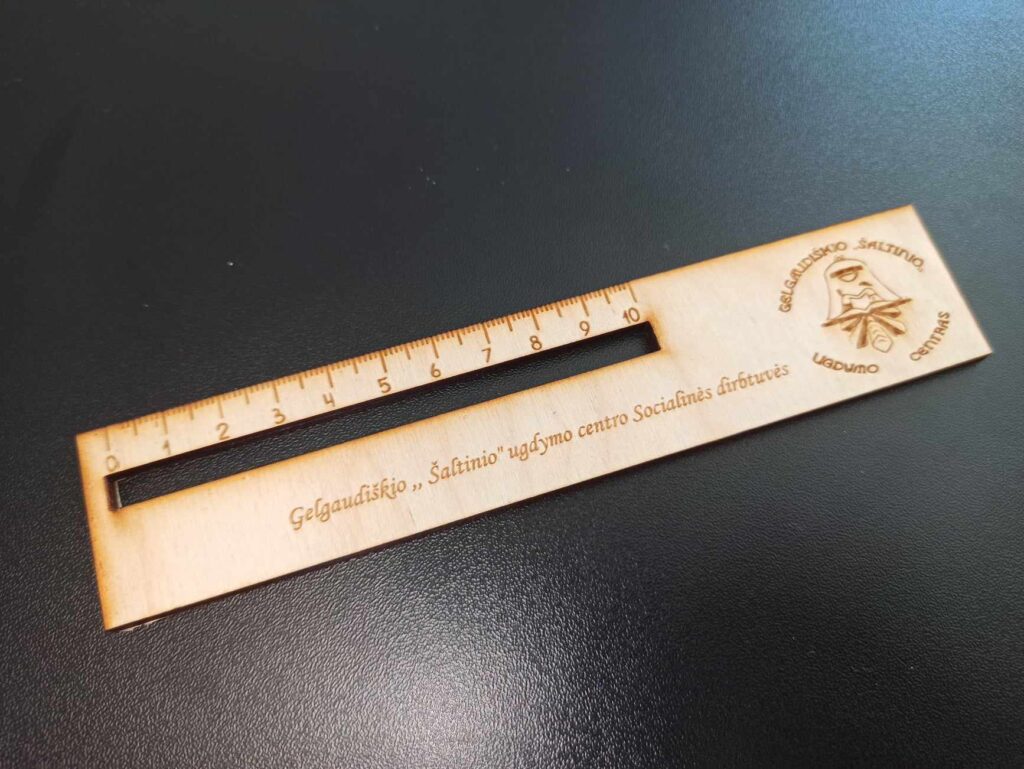 0 1 2 3 4 5 6 7 8 9 10
Gelgaudiškio ,, Šaltinio" ugdymo centro Socialinės dirbtuvės
GELGAUDIŠKIO „ŠALTINIO„
UGDYMO CENTRAS